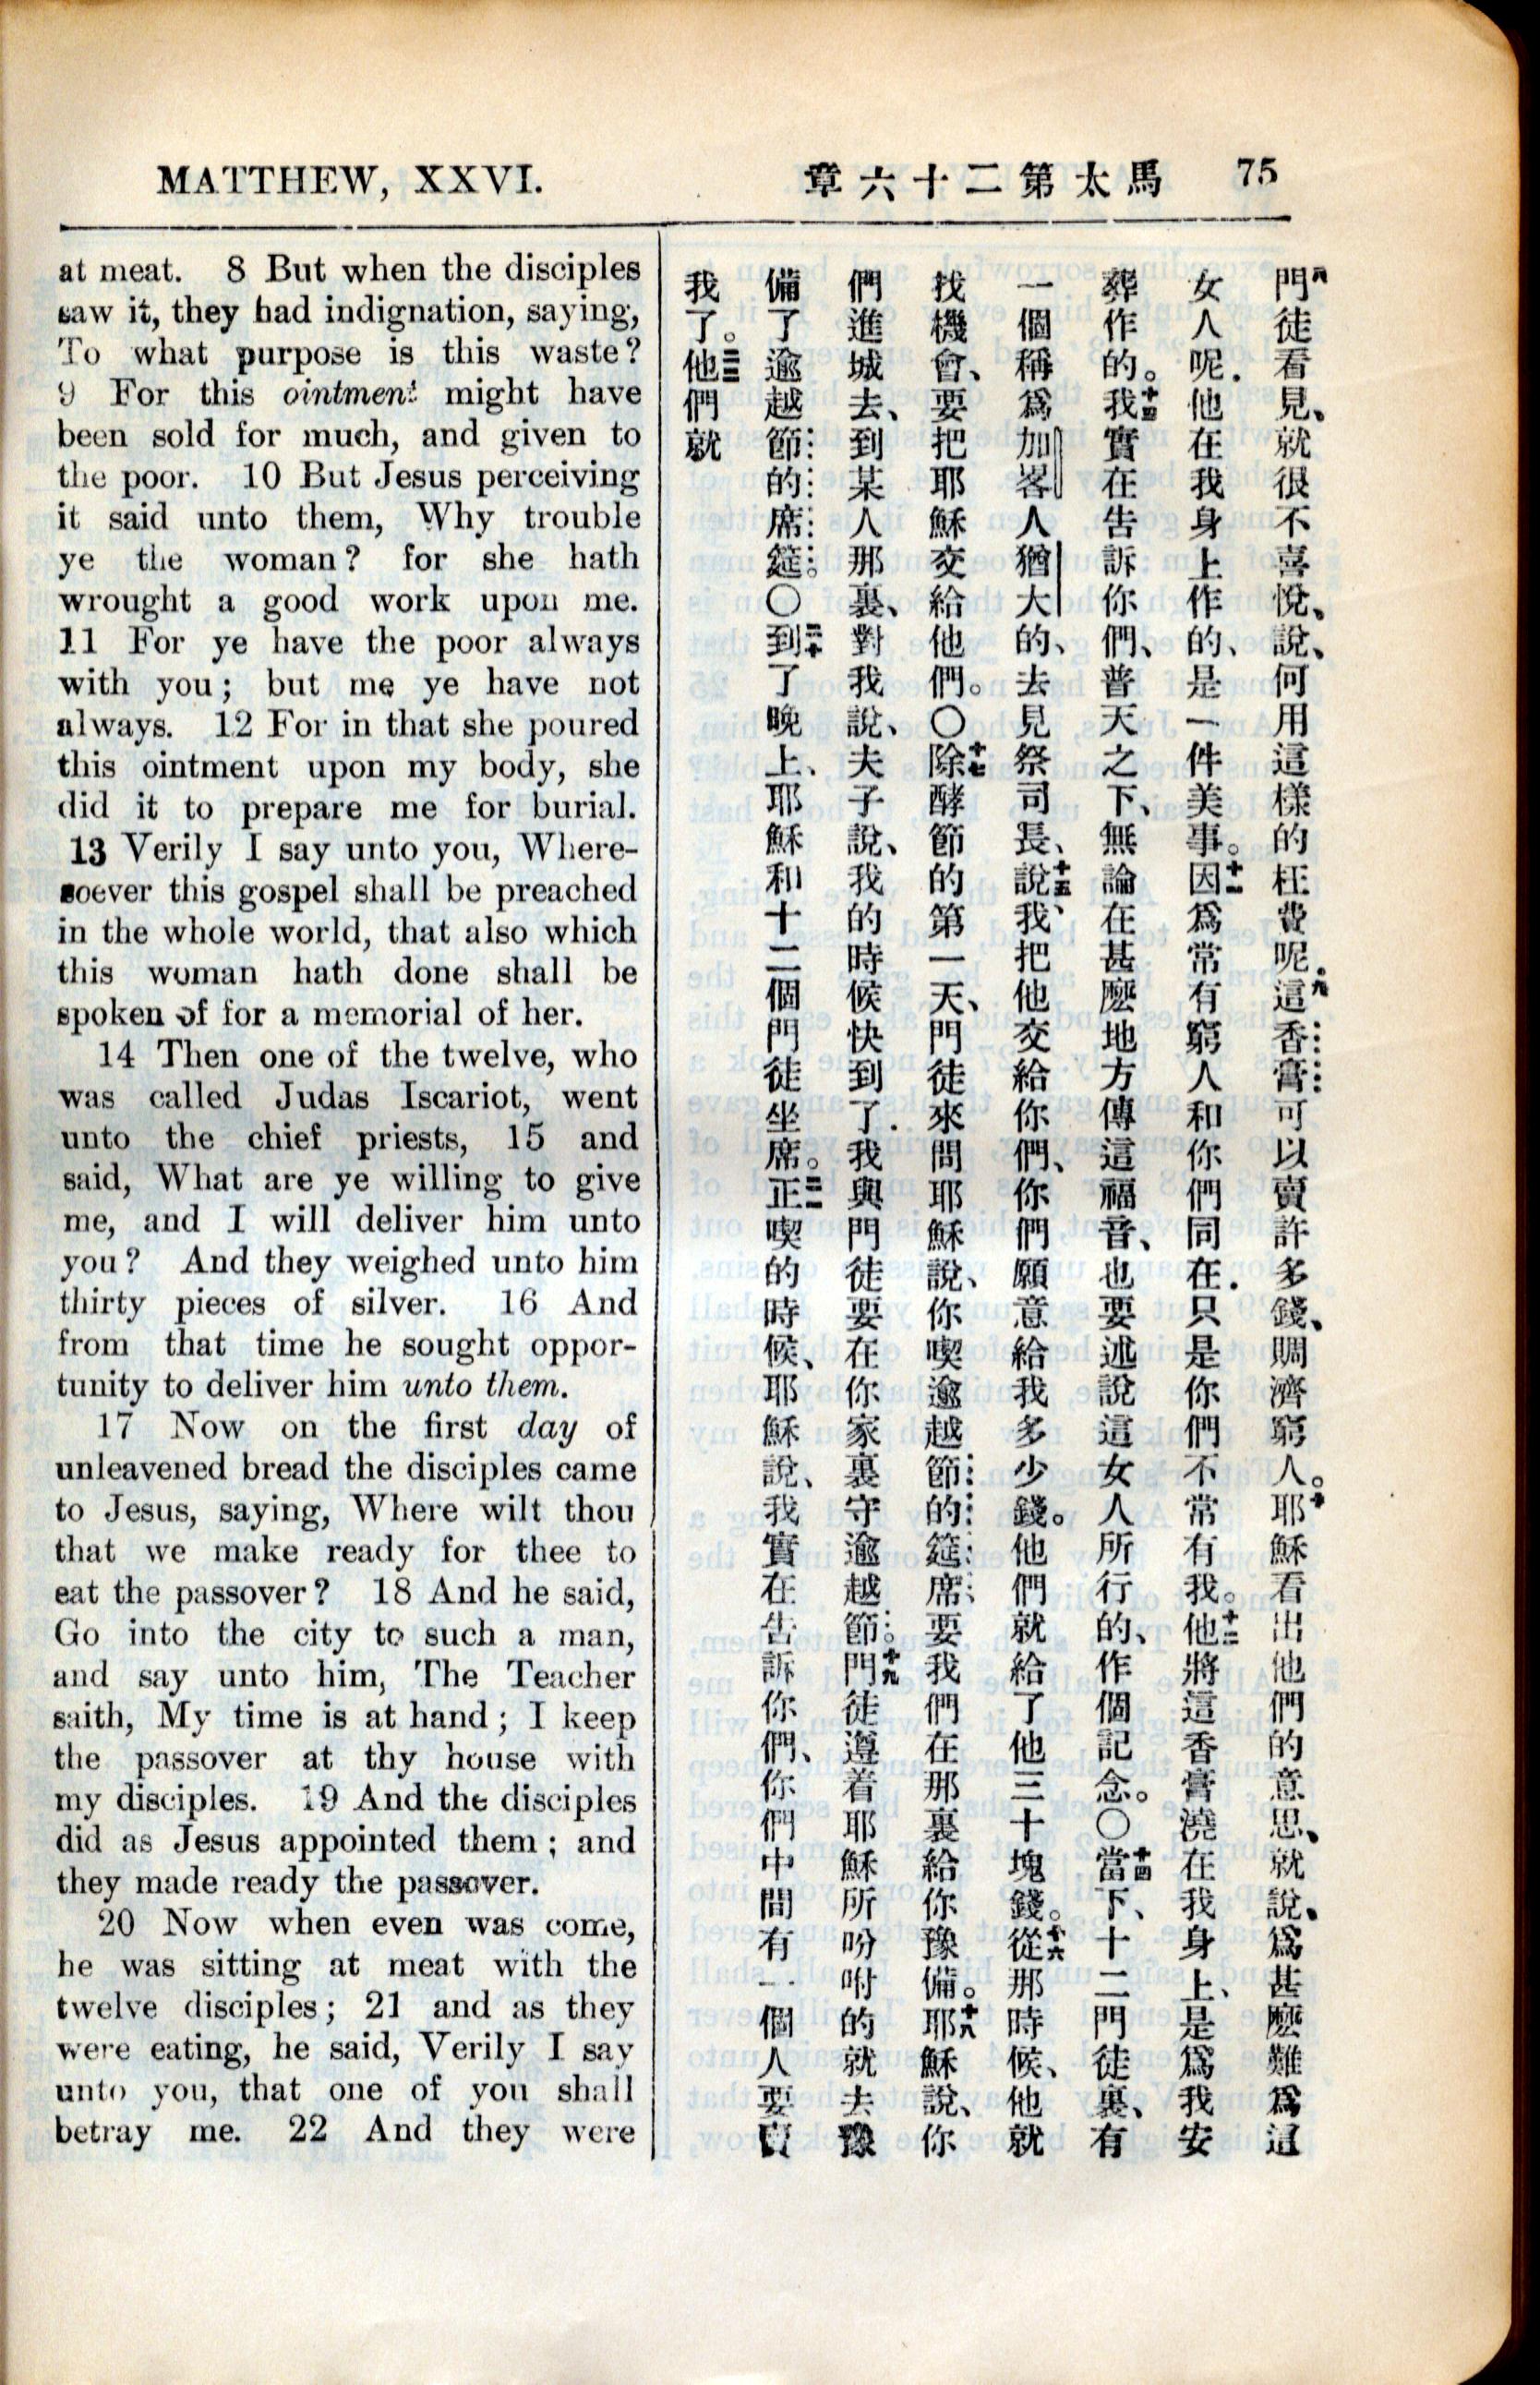 MATTHEW, XXVI.
章六十二第太馬
75
at meat. 8 But when the disciples
saw it, they had indignation, saying,
To what purpose is this waste?
9 For this ointment might have
been sold for much, and given to
the poor. 10 But Jesus perceiving
it said unto them, Why trouble
ye the woman? for she hath
wrought a good work upon me.
11 For ye have the poor always
with you; but me ye have not
always. 12 For in that she poured
this ointment upon my body, she
did it to prepare me for burial.
13 Verily I say unto you, Where-
soever this gospel shall be preached
in the whole world, that also which
this woman hath done shall be
spoken of for a memorial of her.
14 Then one of the twelve, who
was called Judas Iscariot, went
unto the chief priests, 15 and
said, What are ye willing to give
me, and I will deliver him unto
you? And they weighed unto him
thirty pieces of silver. 16 And
from that time he sought oppor-
tunity to deliver him unto them.
17 Now on the first day of
unleavened bread the disciples came
to Jesus, saying, Where wilt thou
that we make ready for thee to
eat the passover? 18 And he said,
Go into the city to such a man,
and say unto him, The Teacher
saith, My time is at hand; I keep
the passover at thy house with
my disciples. 19 And the disciples
did as Jesus appointed them; and
they made ready the passover.
20 Now when even was come,
he was sitting at meat with the
twelve disciples; 21 and as they
were eating, he said, Verily I say
unto you, that one of you shall
betray me. 22 And they were
八門徒看見、就很不喜悅、說、何用這樣的枉費呢．九這香膏可以賣許多錢、賙濟窮人。十耶穌看出他們的意思、就說、爲甚麼難爲這
女人呢．他在我身上作的、是一件美事。十一因爲常有窮人和你們同在．只是你們不常有我。十二他將這香膏澆在我身上、是爲我安
葬作的。十三我實在告訴你們、普天之下、無論在甚麼地方傳這福音、也要述說這女人所行的、作個記念。〇十四當下、十二門徒裏、有
一個稱爲加畧人猶大的、去見祭司長、十五說、我把他交給你們、你們願意給我多少錢。他們就給了他三十塊錢。十六從那時候、他就
找機會、要把耶穌交給他們。〇十七除酵節的第一天、門徒來問耶穌說、你喫逾越節的筵席、要我們在那裏給你豫備。十八耶穌說、你
們進城去、到某人那裏、對我說、夫子說、我的時候快到了．我與門徒要在你家裏守逾越節。十九門徒遵着耶穌所吩咐的就去豫
備了逾越節的席筵。〇二十到了晚上、耶穌和十二個門徒坐席。二一正喫的時候、耶穌說、我實在告訴你們、你們中間有一個人要賣
我了。二二他們就